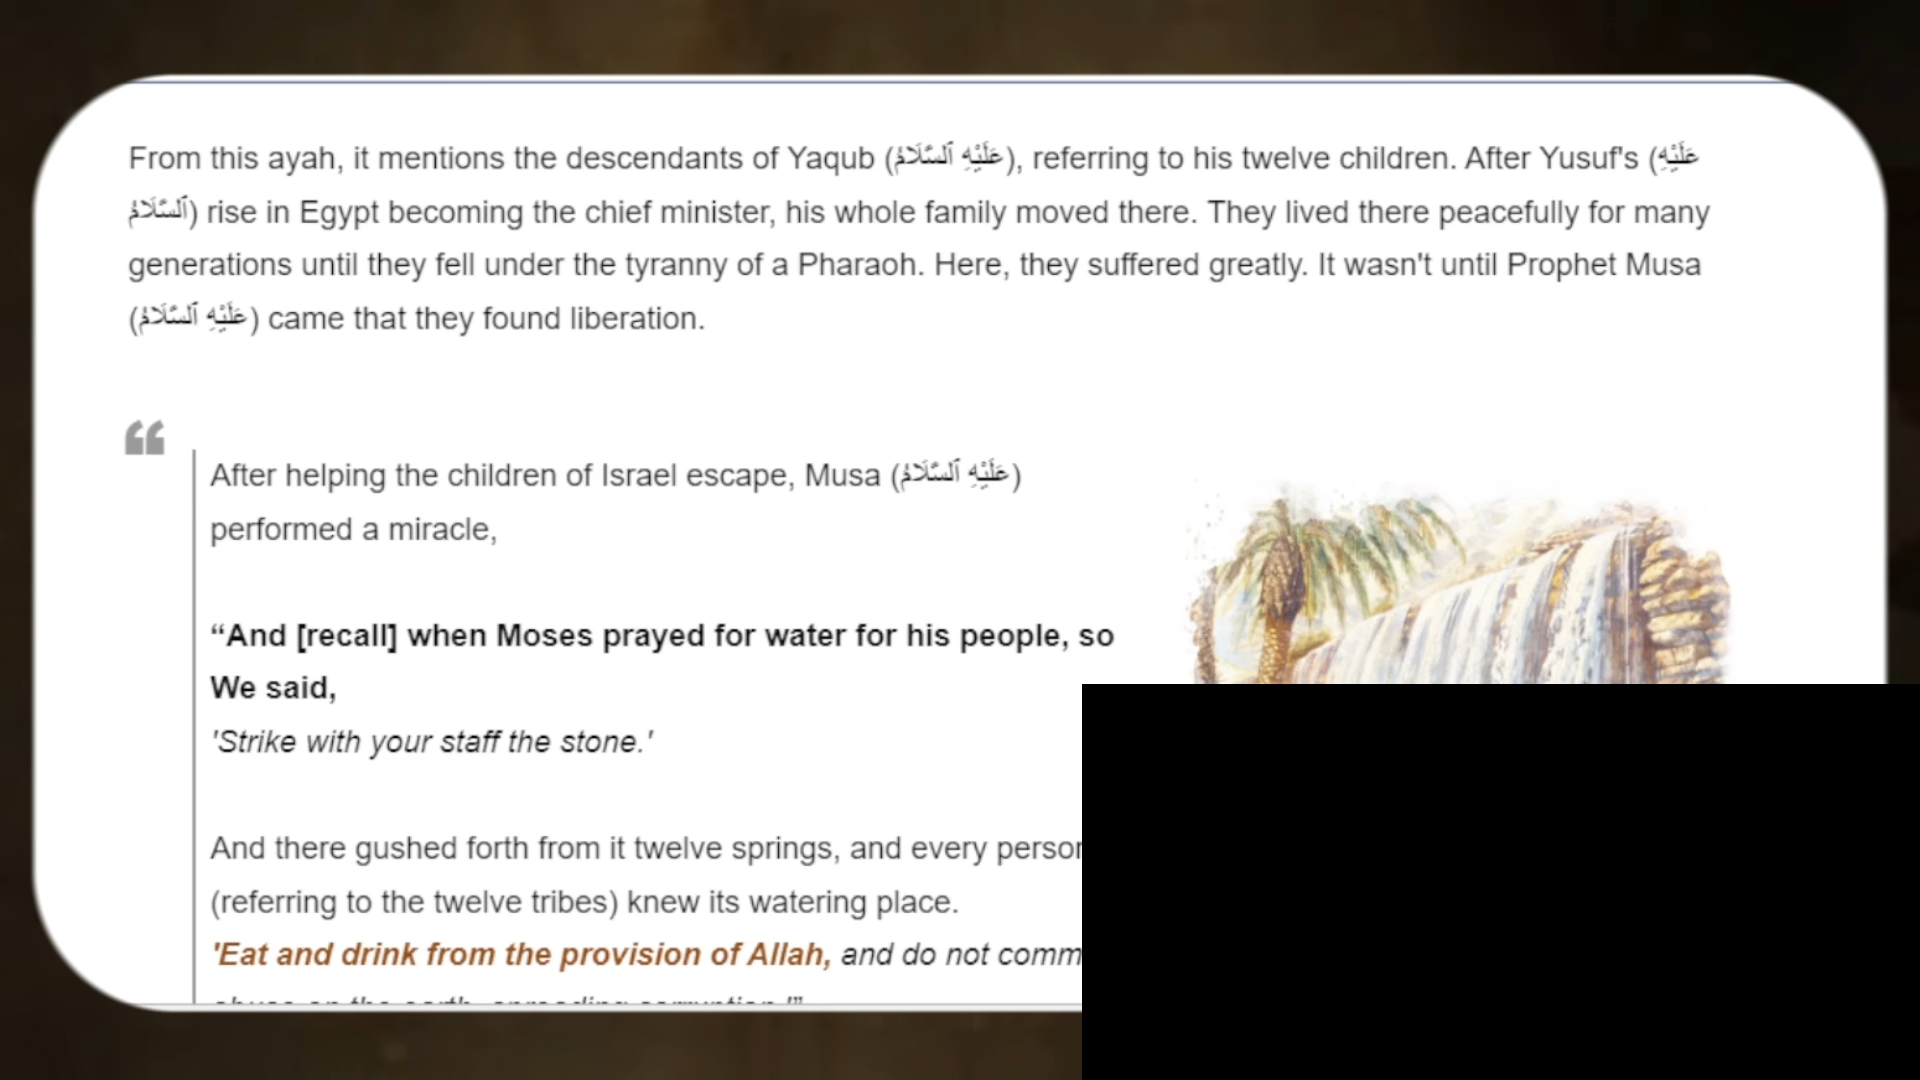 From this ayah, it mentions the descendants of Yaqub (عَلَيْهِ ٱلسَّلَامُ), referring to his twelve children. After Yusuf's (عَلَيْهِ
ٱلسَّلَامُ) rise in Egypt becoming the chief minister, his whole family moved there. They lived there peacefully for many
generations until they fell under the tyranny of a Pharaoh. Here, they suffered greatly. It wasn't until Prophet Musa
(عَلَيْهِ ٱلسَّلَامُ) came that they found liberation.
After helping the children of Israel escape, Musa (عَلَيْهِ ٱلسَّلَامُ)
performed a miracle,
“And [recall] when Moses prayed for water for his people, so
We said,
'Strike with your staff the stone.'
And there gushed forth from it twelve springs, and every person
(referring to the twelve tribes) knew its watering place.
'Eat and drink from the provision of Allah, and do not comm